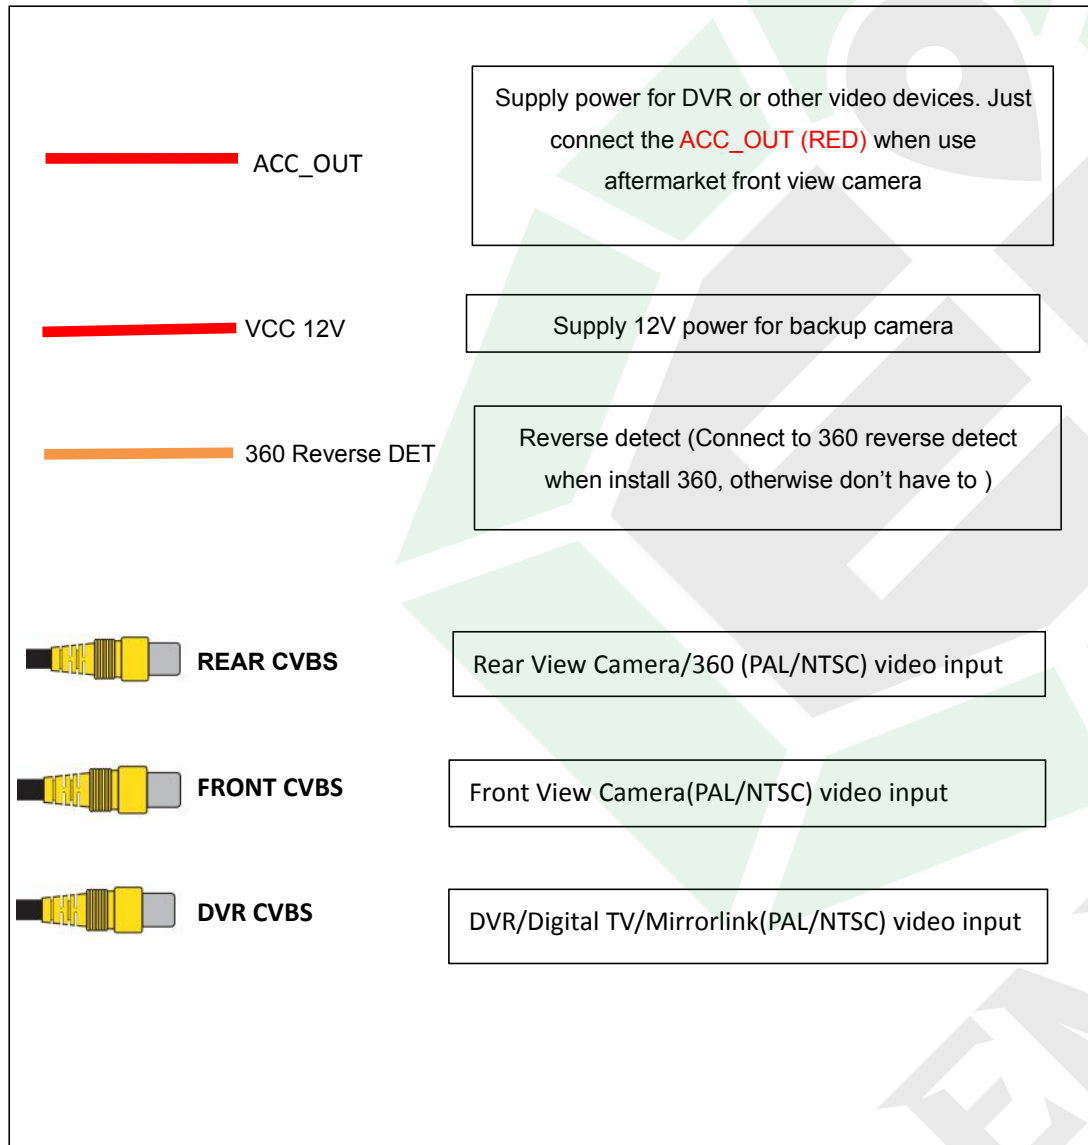 Supply power for DVR or other video devices. Just
connect the ACC_OUT (RED) when use
aftermarket front view camera
ACC_OUT
VCC 12V
Supply 12V power for backup camera
360 Reverse DET
Reverse detect (Connect to 360 reverse detect
when install 360, otherwise don’t have to )
REAR CVBS
Rear View Camera/360 (PAL/NTSC) video input
FRONT CVBS
Front View Camera(PAL/NTSC) video input
DVR CVBS
DVR/Digital TV/Mirrorlink(PAL/NTSC) video input